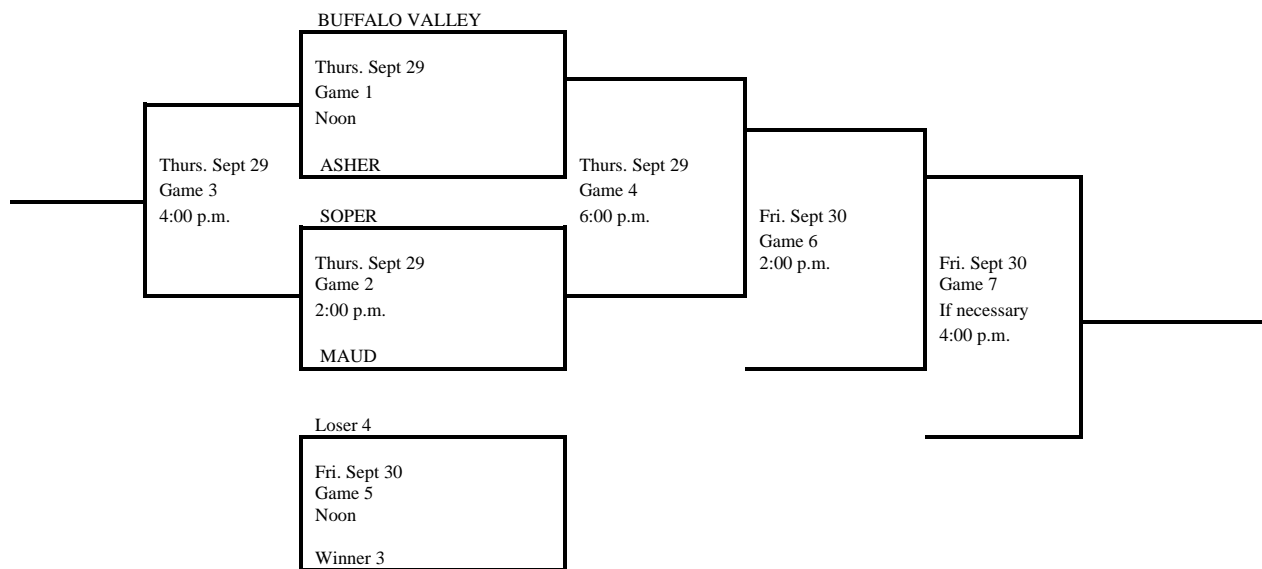 BUFFALO VALLEY
Thurs. Sept 29
Game 1
Noon
ASHER
Thurs. Sept 29
Game 3
4:00 p.m.
SOPER
Thurs. Sept 29
Game 2
2:00 p.m.
MAUD
Thurs. Sept 29
Game 4
6:00 p.m.
Fri. Sept 30
Game 6
2:00 p.m.
Fri. Sept 30
Game 7
If necessary
4:00 p.m.
Loser 4
Fri. Sept 30
Game 5
Noon
Winner 3